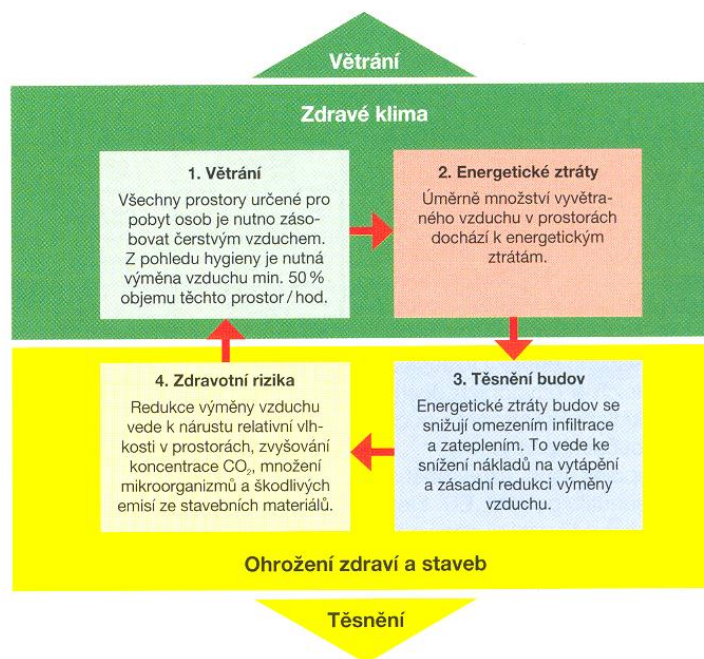 Větrání
Zdravé klima
1. Větrání
Všechny prostory určené pro
pobyt osob je nutno záso-
bovat čerstvým vzduchem.
Z pohledu hygieny je nutná
výměna vzduchu min. 50 %
objemu těchto prostor / hod.
2. Energetické ztráty
Úměrně množství vyvětra-
ného vzduchu v prostorách
dochází k energetickým
ztrátám.
3. Těsnění budov
Energetické ztráty budov se
snižují omezením infiltrace
a zateplením. To vede ke
snížení nákladů na vytápění
a zásadní redukci výměny
vzduchu.
4. Zdravotní rizika
Redukce výměny vzduchu
vede k nárustu relativní vlh-
kosti v prostorách, zvyšování
koncentrace CO₂, množení
mikroorganizmů a škodlivých
emisí ze stavebních materiálů.
Ohrožení zdraví a staveb
Těsnění